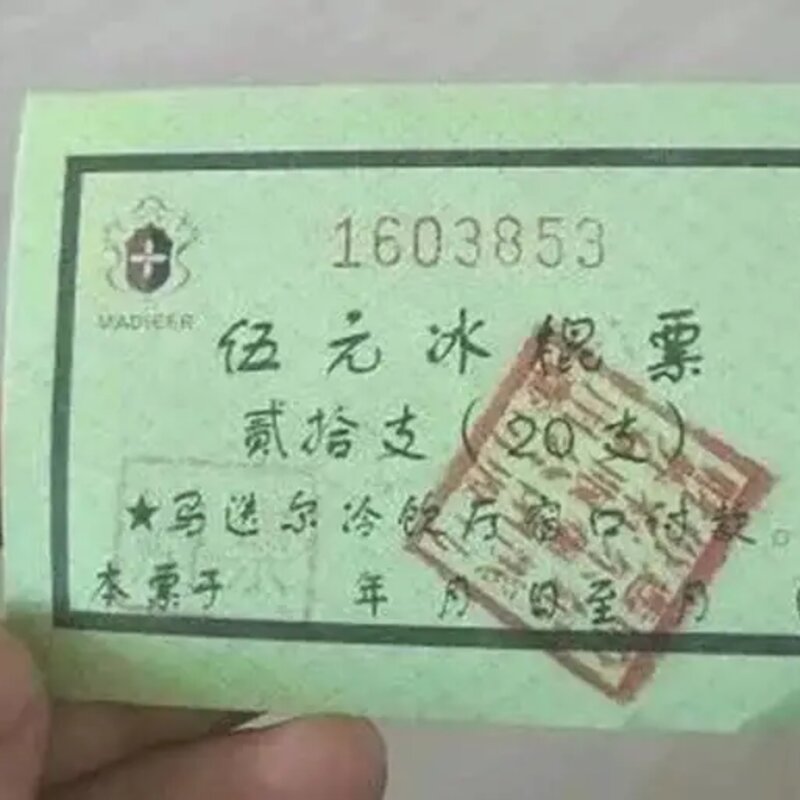 1603853
MADIEER
伍元冰棍票
贰拾支(20支)
★马迭尔冷饮厅窗口付款。
本票于 年 月 日至 月